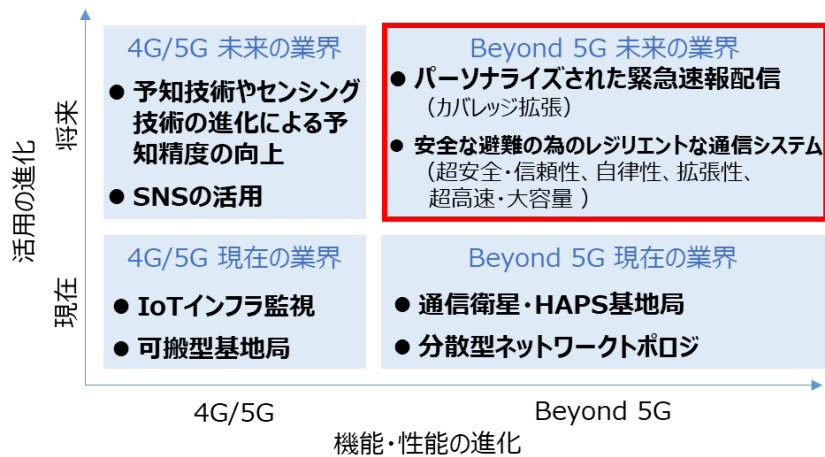 4G/5G 未来の業界
● 予知技術やセンシング
技術の進化による予
知精度の向上
● SNSの活用
Beyond 5G 未来の業界
● パーソナライズされた緊急速報配信
（カバレッジ拡張）
● 安全な避難の為のレジリエントな通信システム
（超安全・信頼性、自律性、拡張性、
超高速・大容量 ）
4G/5G 現在の業界
● IoTインフラ監視
● 可搬型基地局
Beyond 5G 現在の業界
● 通信衛星・HAPS基地局
● 分散型ネットワークトポロジ
活用の進化
将来
現在
4G/5G
Beyond 5G
機能・性能の進化